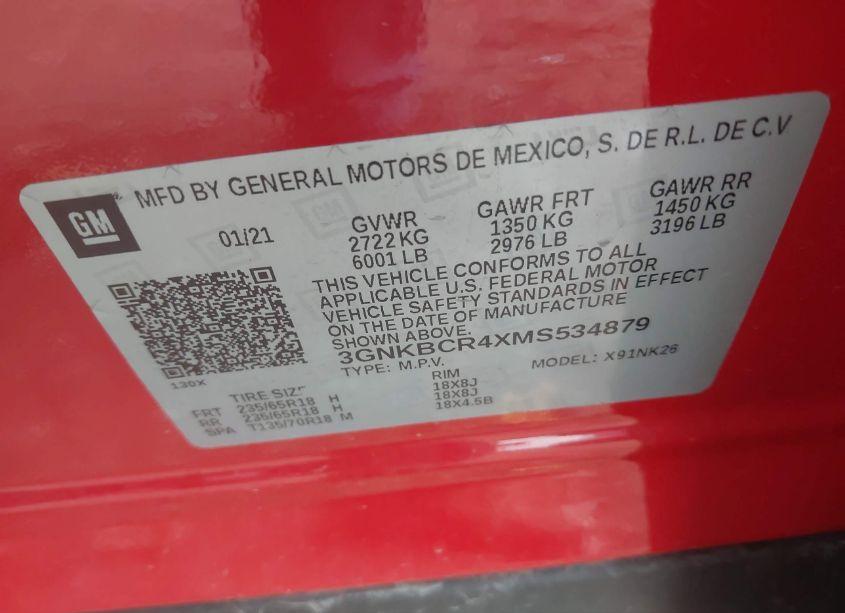 MFD BY GENERAL MOTORS DE MEXICO, S. DE R.L. DE C.V
GM
01/21
GVWR GAWR FRT GAWR RR
2722 KG 1350 KG 1450 KG
6001 LB 2976 LB 3196 LB
THIS VEHICLE CONFORMS TO ALL
APPLICABLE U.S. FEDERAL MOTOR
VEHICLE SAFETY STANDARDS IN EFFECT
ON THE DATE OF MANUFACTURE
SHOWN ABOVE.
3GNKBCR4XMS534879
TYPE: M.P.V. MODEL: X91NK26
130X
TIRE SIZE RIM
FRT 235/65R18 H 18X8J
RR 235/65R18 H 18X8J
SPA T135/70R18 M 18X4.5B